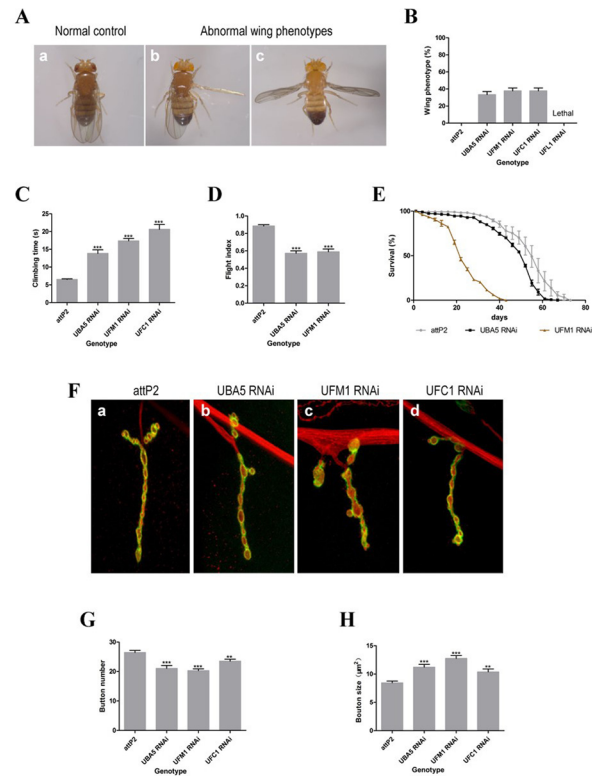 A
Normal control
Abnormal wing phenotypes
a
b
c
B
Wing phenotype (%)
100
80
60
40
20
0
Lethal
attP2
UBA5 RNAi
UFM1 RNAi
UFC1 RNAi
UFL1 RNAi
Genotype
C
Climbing time (s)
25
20
15
10
5
0
***
***
***
attP2
UBA5 RNAi
UFM1 RNAi
UFC1 RNAi
Genotype
D
Flight index
1.0
0.8
0.6
0.4
0.2
0.0
***
***
attP2
UBA5 RNAi
UFM1 RNAi
Genotype
E
Survival (%)
100
50
0
0 20 40 60 80
days
attP2 UBA5 RNAi UFM1 RNAi
F
attP2 UBA5 RNAi UFM1 RNAi UFC1 RNAi
a
b
c
d
G
Button number
30
20
10
0
***
***
**
attP2
UBA5 RNAi
UFM1 RNAi
UFC1 RNAi
Genotype
H
Bouton size (μm²)
20
15
10
5
0
***
***
**
attP2
UBA5 RNAi
UFM1 RNAi
UFC1 RNAi
Genotype